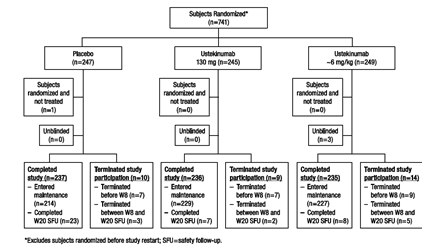 Subjects Randomized*
(n=741)
Placebo
(n=247)
Ustekinumab
130 mg (n=245)
Ustekinumab
~6 mg/kg (n=249)
Subjects
randomized and
not treated
(n=1)
Subjects
randomized and
not treated
(n=0)
Subjects
randomized and
not treated
(n=0)
Unblinded
(n=0)
Unblinded
(n=0)
Unblinded
(n=3)
Completed
study (n=237)
– Entered
maintenance
(n=214)
– Completed
W20 SFU (n=23)
Terminated study
participation (n=10)
– Terminated
before W8 (n=7)
– Terminated
between W8 and
W20 SFU (n=3)
Completed
study (n=236)
– Entered
maintenance
(n=229)
– Completed
W20 SFU (n=7)
Terminated study
participation (n=9)
– Terminated
before W8 (n=7)
– Terminated
between W8 and
W20 SFU (n=2)
Completed
study (n=235)
– Entered
maintenance
(n=227)
– Completed
W20 SFU (n=8)
Terminated study
participation (n=14)
– Terminated
before W8 (n=9)
– Terminated
between W8 and
W20 SFU (n=5)
*Excludes subjects randomized before study restart; SFU=safety follow-up.